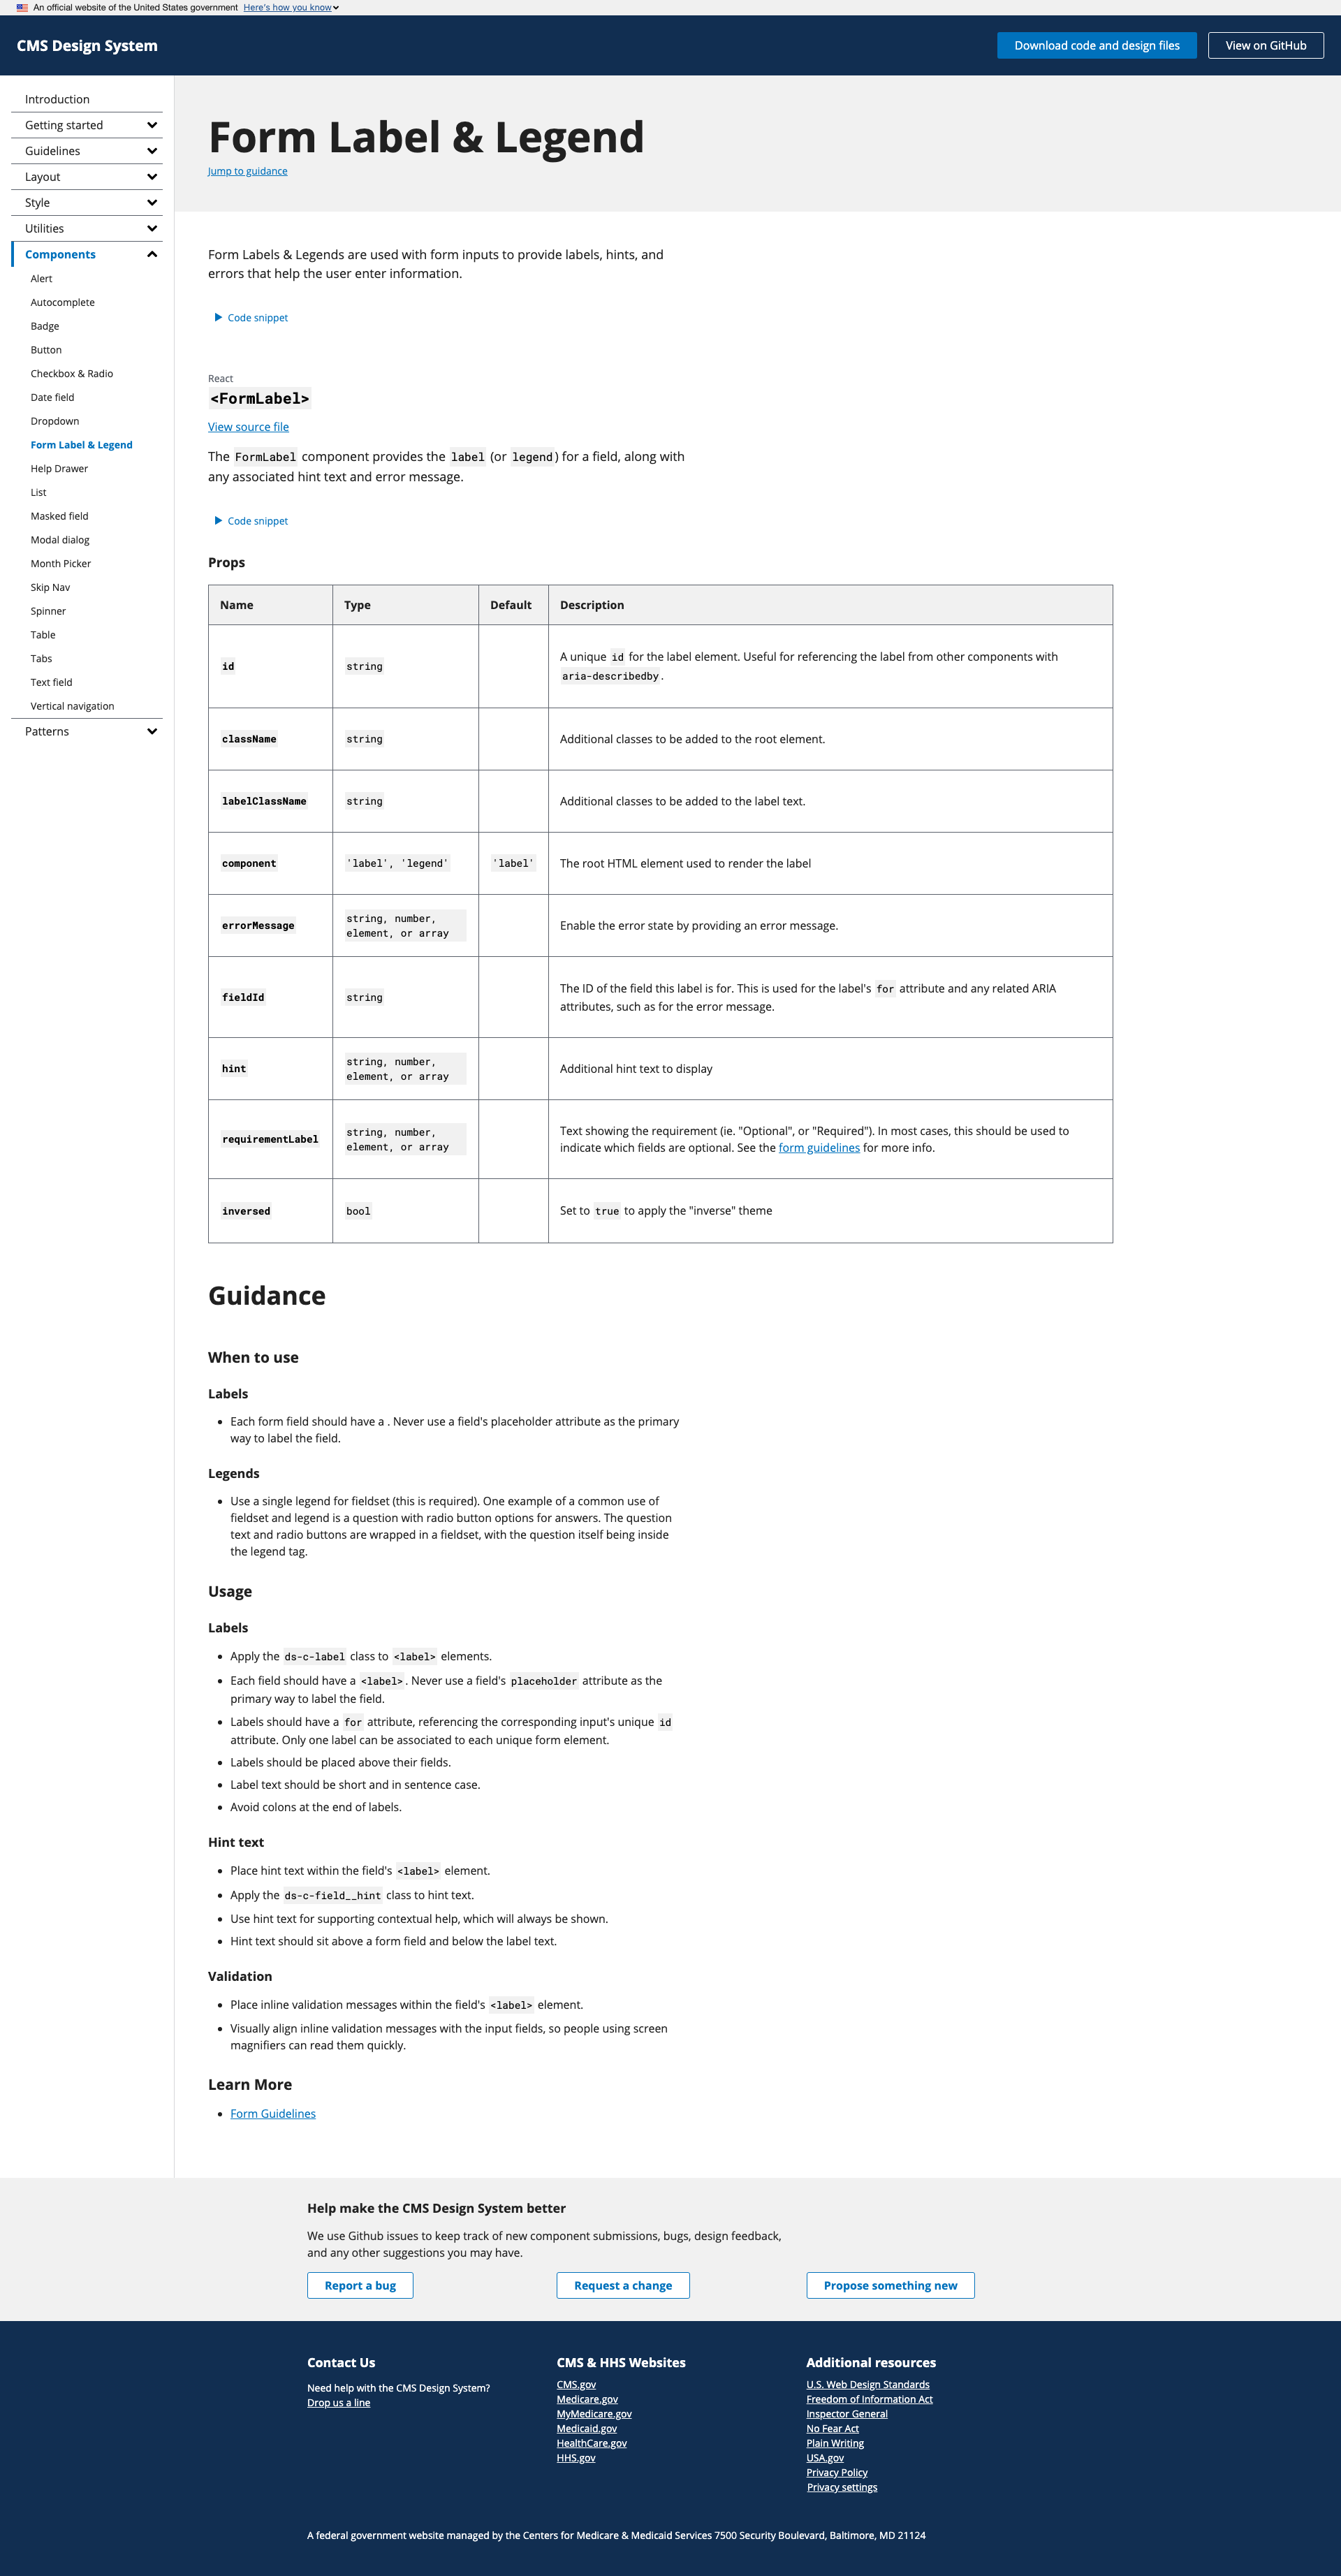 An official website of the United States government Here's how you know
CMS Design System
Download code and design files
View on GitHub
Introduction
Getting started
Guidelines
Layout
Style
Utilities
Components
Alert
Autocomplete
Badge
Button
Checkbox & Radio
Date field
Dropdown
Form Label & Legend
Help Drawer
List
Masked field
Modal dialog
Month Picker
Skip Nav
Spinner
Table
Tabs
Text field
Vertical navigation
Patterns
Form Label & Legend
Jump to guidance
Form Labels & Legends are used with form inputs to provide labels, hints, and
errors that help the user enter information.
Code snippet
React
<FormLabel>
View source file
The FormLabel component provides the label (or legend) for a field, along with
any associated hint text and error message.
Code snippet
Props
Name Type Default Description
id string A unique id for the label element. Useful for referencing the label from other components with
aria-describedby.
className string Additional classes to be added to the root element.
labelClassName string Additional classes to be added to the label text.
component 'label', 'legend' 'label' The root HTML element used to render the label
errorMessage string, number,
element, or array Enable the error state by providing an error message.
fieldId string The ID of the field this label is for. This is used for the label's for attribute and any related ARIA
attributes, such as for the error message.
hint string, number,
element, or array Additional hint text to display
requirementLabel string, number,
element, or array Text showing the requirement (ie. "Optional", or "Required"). In most cases, this should be used to
indicate which fields are optional. See the form guidelines for more info.
inversed bool Set to true to apply the "inverse" theme
Guidance
When to use
Labels
Each form field should have a . Never use a field's placeholder attribute as the primary
way to label the field.
Legends
Use a single legend for fieldset (this is required). One example of a common use of
fieldset and legend is a question with radio button options for answers. The question
text and radio buttons are wrapped in a fieldset, with the question itself being inside
the legend tag.
Usage
Labels
Apply the ds-c-label class to <label> elements.
Each field should have a <label>. Never use a field's placeholder attribute as the
primary way to label the field.
Labels should have a for attribute, referencing the corresponding input's unique id
attribute. Only one label can be associated to each unique form element.
Labels should be placed above their fields.
Label text should be short and in sentence case.
Avoid colons at the end of labels.
Hint text
Place hint text within the field's <label> element.
Apply the ds-c-field__hint class to hint text.
Use hint text for supporting contextual help, which will always be shown.
Hint text should sit above a form field and below the label text.
Validation
Place inline validation messages within the field's <label> element.
Visually align inline validation messages with the input fields, so people using screen
magnifiers can read them quickly.
Learn More
Form Guidelines
Help make the CMS Design System better
We use Github issues to keep track of new component submissions, bugs, design feedback,
and any other suggestions you may have.
Report a bug
Request a change
Propose something new
Contact Us
Need help with the CMS Design System?
Drop us a line
CMS & HHS Websites
CMS.gov
Medicare.gov
MyMedicare.gov
Medicaid.gov
HealthCare.gov
HHS.gov
Additional resources
U.S. Web Design Standards
Freedom of Information Act
Inspector General
No Fear Act
Plain Writing
USA.gov
Privacy Policy
Privacy settings
A federal government website managed by the Centers for Medicare & Medicaid Services 7500 Security Boulevard, Baltimore, MD 21124